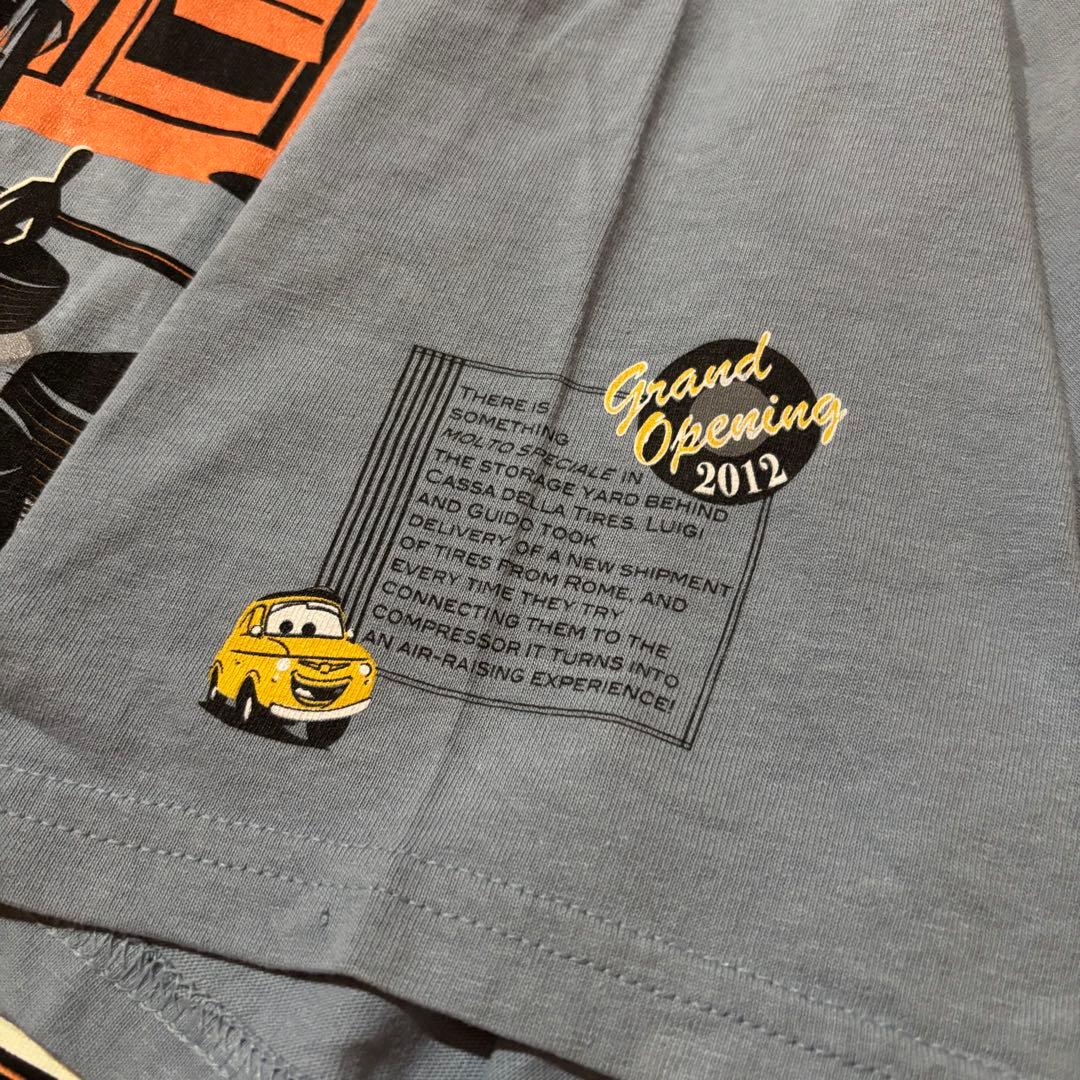 Grand
Opening
2012
THERE IS
SOMETHING
MOLTO SPECIALE IN
THE STORAGE YARD BEHIND
CASSA DELLA TIRES. LUIGI
AND GUIDO TOOK
DELIVERY OF A NEW SHIPMENT
OF TIRES FROM ROME, AND
EVERY TIME THEY TRY
CONNECTING THEM TO THE
COMPRESSOR IT TURNS INTO
AN AIR-RAISING EXPERIENCE!